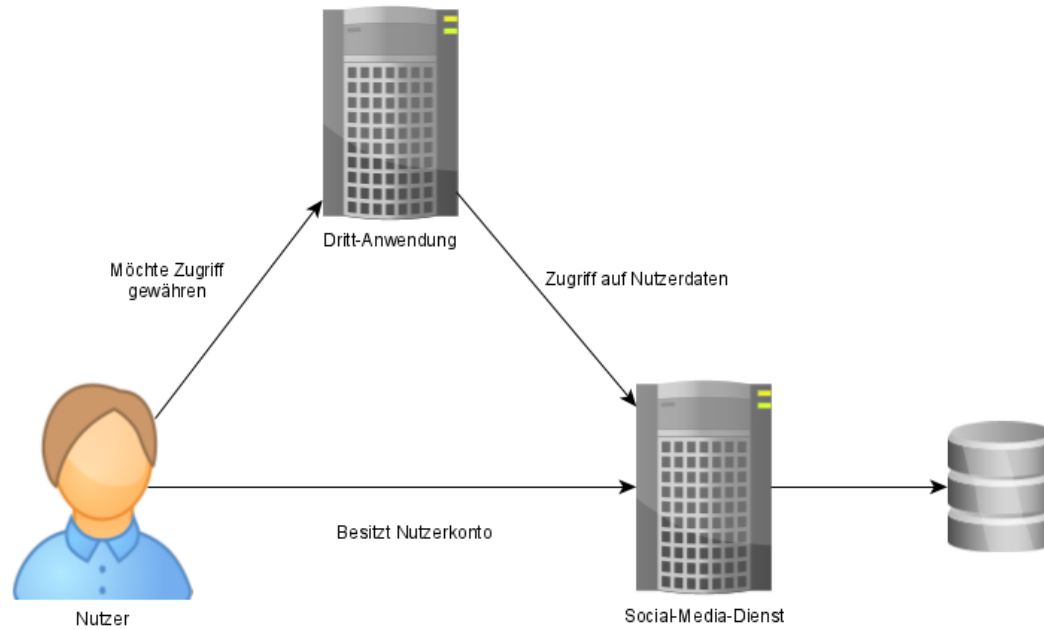 Dritt-Anwendung
Möchte Zugriff
gewähren
Zugriff auf Nutzerdaten
Besitzt Nutzerkonto
Nutzer
Social-Media-Dienst